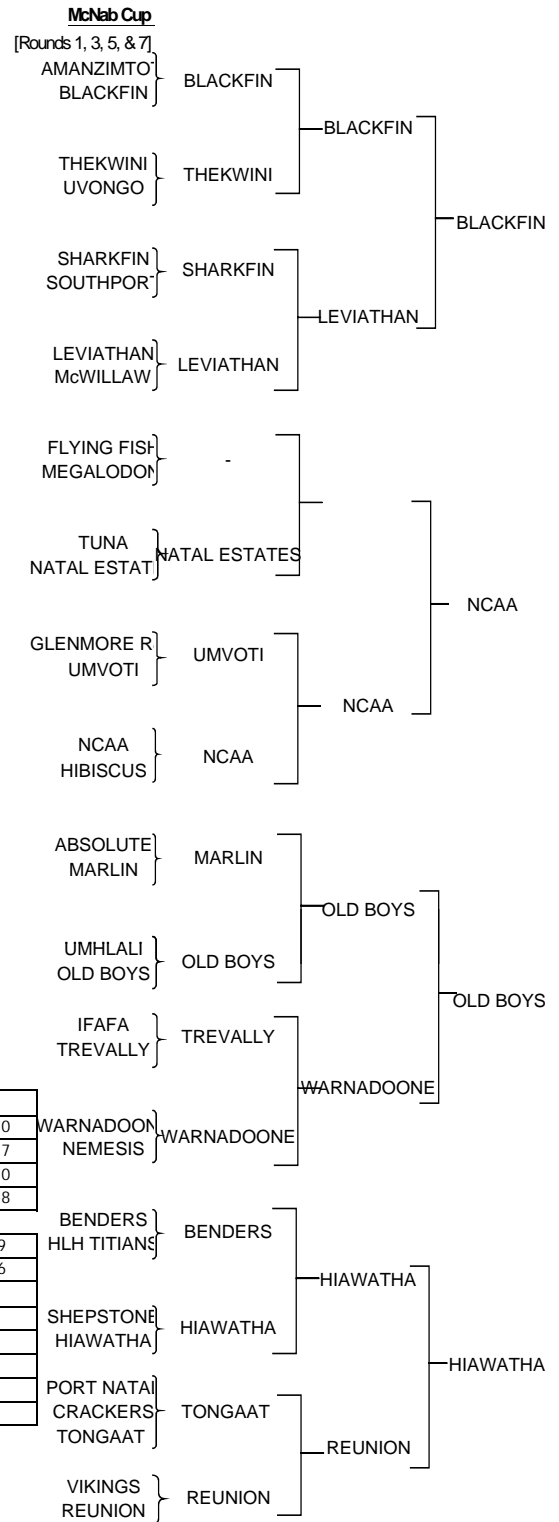 McNab Cup
[Rounds 1, 3, 5, & 7]
AMANZIMTO
BLACKFIN
BLACKFIN
BLACKFIN
THEKWINI
UVONGO
THEKWINI
BLACKFIN
SHARKFIN
SOUTHPORT
SHARKFIN
LEVIATHAN
LEVIATHAN
McWILLAW
LEVIATHAN
FLYING FISH
MEGALODON
-
TUNA
NATAL ESTAT
NATAL ESTATES
NCAA
GLENMORE R
UMVOTI
UMVOTI
NCAA
NCAA
HIBISCUS
NCAA
ABSOLUTE
MARLIN
MARLIN
OLD BOYS
UMHLALI
OLD BOYS
OLD BOYS
OLD BOYS
IFAFA
TREVALLY
TREVALLY
WARNADOONE
0
7
0
8
WARNADOON
NEMESIS
WARNADOONE
9
6
BENDERS
HLH TITIANS
BENDERS
HIAWATHA
SHEPSTONE
HIAWATHA
HIAWATHA
HIAWATHA
PORT NATAL
CRACKERS
TONGAAT
TONGAAT
REUNION
VIKINGS
REUNION
REUNION